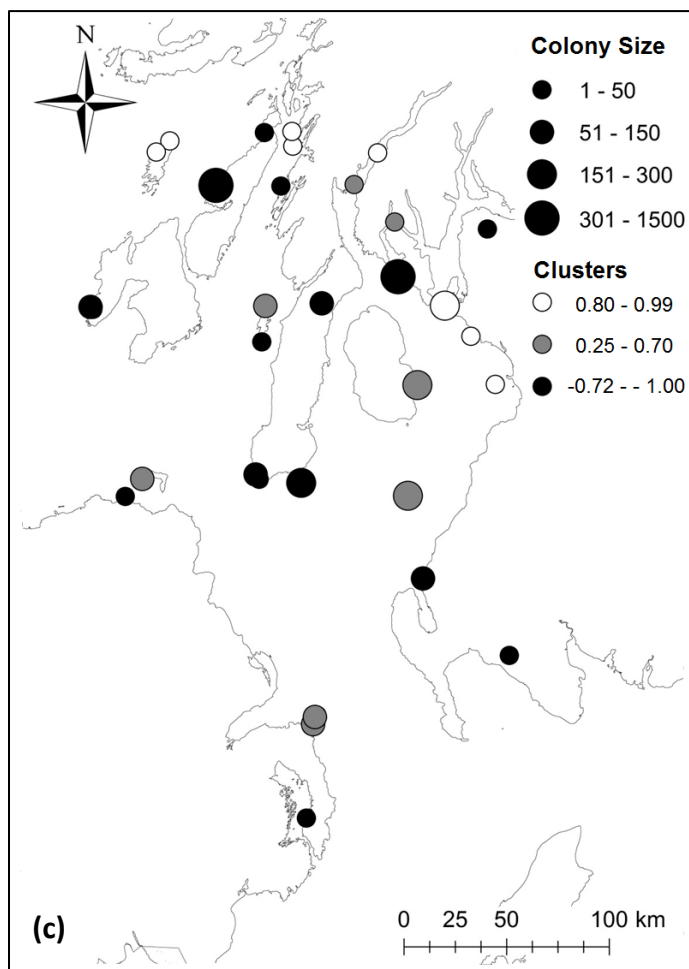 N
Colony Size
1 - 50
51 - 150
151 - 300
301 - 1500
Clusters
0.80 - 0.99
0.25 - 0.70
-0.72 - - 1.00
(c)
0 25 50 100 km